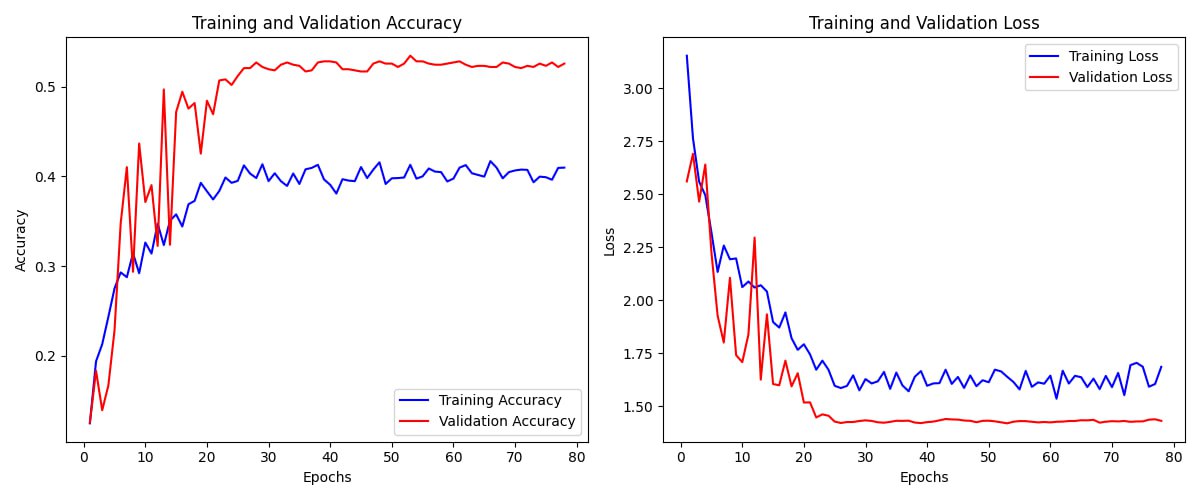 Training and Validation Accuracy
Accuracy
0.5
0.4
0.3
0.2
Training Accuracy
Validation Accuracy
0 10 20 30 40 50 60 70 80
Epochs
Training and Validation Loss
Loss
3.00
2.75
2.50
2.25
2.00
1.75
1.50
Training Loss
Validation Loss
0 10 20 30 40 50 60 70 80
Epochs